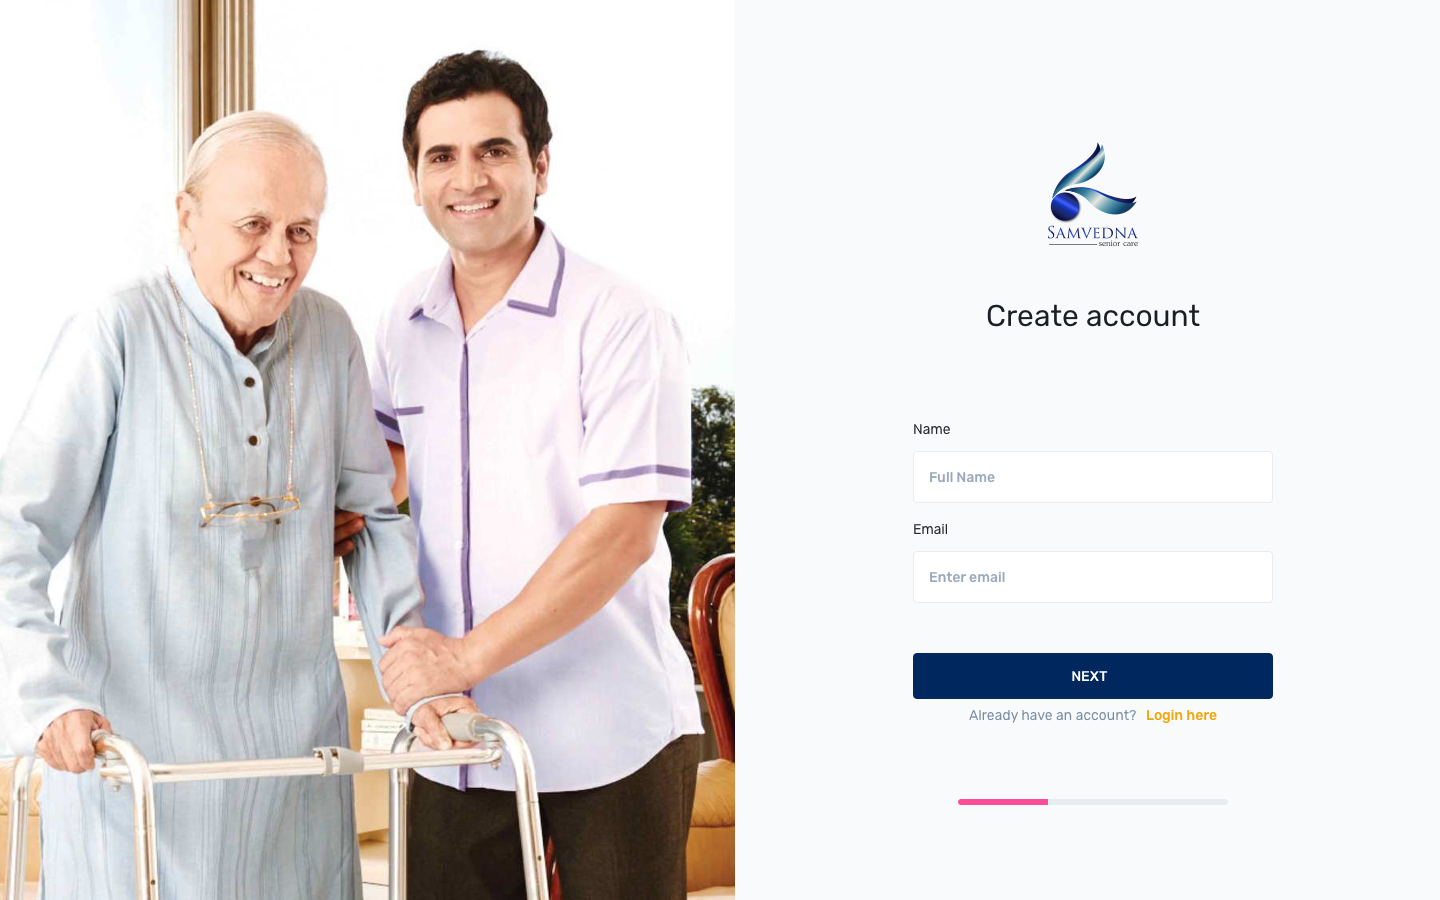 SAMVEDNA
senior care
Create account
Name
Full Name
Email
Enter email
NEXT
Already have an account? Login here